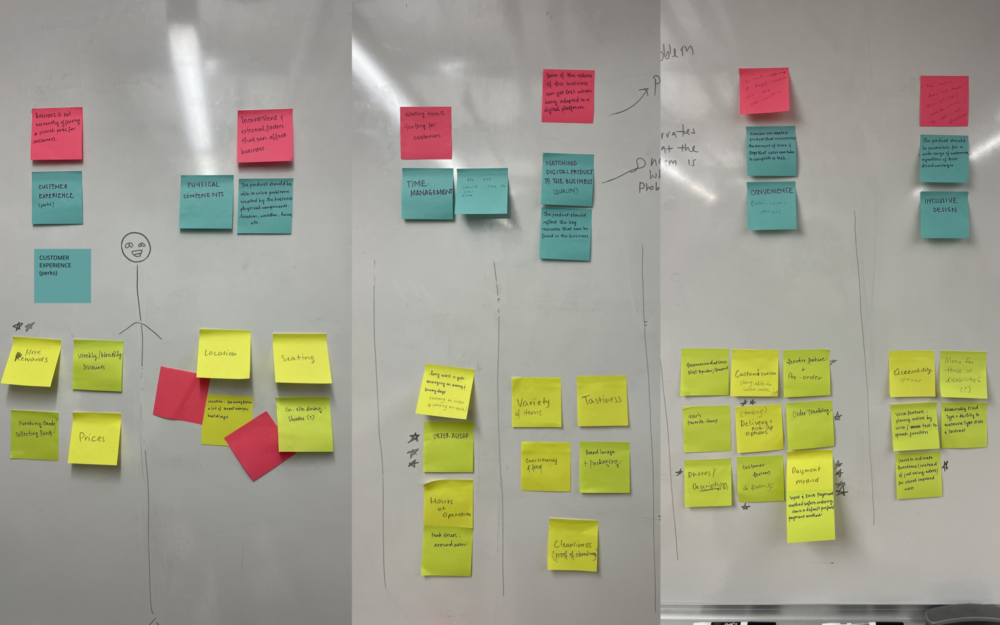 Business is not
currently offerring
a several perks for
customers.
CUSTOMER
EXPERIENCE
(perks)
CUSTOMER
EXPERIENCE
(perks)
Inconsistent &
external factors
that can affect
business.
PHYSICAL
COMPONENTS
The product should be
able to solve problems
created by the business
physical components:
location, weather, hours,
etc.
More
Rewards
Weekly/Monthly
Discounts
Punching Cards/
Collecting Points
Prices
Location
Seating
Location - far away from
a lot of campus
buildings
On-site dining,
Shades (?)
Waiting time is
too long for
customers.
TIME
MANAGEMENT
the app
should save the
users
time
Some of the values
of the business
can get lost when
being adapted to a
digital platform.
MATCHING
DIGITAL PRODUCT
TO THE BUSINESS
(QUALITY)
The product should
reflect the key
resources that can be
found in the business
long wait → gets
annoying on sunny &
snowy days
(waiting to order
& waiting for food)
ORDER AHEAD
Hours
of
Operation
Peak Hours,
around noon
Variety
of items
Tastiness
Consistency
of food
Brand Image
+ Packaging
Cleanliness
(proof of cleanliness)
oblem
rvates
at the
m is
Prob
Current experience
of happy sunshine
user-centric
How can we create a
product that minimizes
the amount of time &
steps that users can take
to complete a task.
CONVENIENCE
(user-centric
design)
The menu
does not have
descriptions/
considerations
for ppl w/
disabilities
The product should
be accessible for a
wide range of customers
regardless of their
disadvantages.
INCLUSIVE
DESIGN
Recommendations:
Most Popular/
Customization
(being able to
write notes)
Reorder feature
+
Pre-order
User's
Favorite items
(tracking)
Delivery +
Pick-Up
options
Order Tracking
Photos/
Description
Customer
Reviews
& Ratings
Payment
method
Input & save Payment
method before ordering
Have a default preferred
payment method
Accessibility
options
Menu for
those w
disabilities
(?)
Voice feature,
placing orders by
voice/ text-to-
speech function
Reasonably sized
Type + Ability to
customize Type sizes
& contrast
Icons to indicate
functions (instead
of just using colors)
for visual impaired
users
EXPO